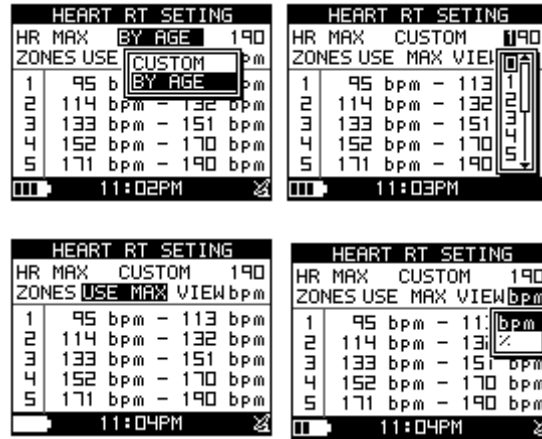 HEART RT SETING
HR MAX BY AGE 190
ZONES USE CUSTOM pm
BY AGE
1 95 b
2 114 bpm - 132 bpm
3 133 bpm - 151 bpm
4 152 bpm - 170 bpm
5 171 bpm - 190 bpm
11:02PM
HEART RT SETING
HR MAX CUSTOM 190
ZONES USE MAX VIEW
0
1
2
3
4
5
1 95 bpm - 113
2 114 bpm - 132
3 133 bpm - 151
4 152 bpm - 170
5 171 bpm - 190
11:03PM
HEART RT SETING
HR MAX CUSTOM 190
ZONES USE MAX VIEW bpm
1 95 bpm - 113 bpm
2 114 bpm - 132 bpm
3 133 bpm - 151 bpm
4 152 bpm - 170 bpm
5 171 bpm - 190 bpm
11:04PM
HEART RT SETING
HR MAX CUSTOM 190
ZONES USE MAX VIEW bpm
bpm
%
1 95 bpm - 11
2 114 bpm - 13
3 133 bpm - 151 bpm
4 152 bpm - 170 bpm
5 171 bpm - 190 bpm
11:04PM